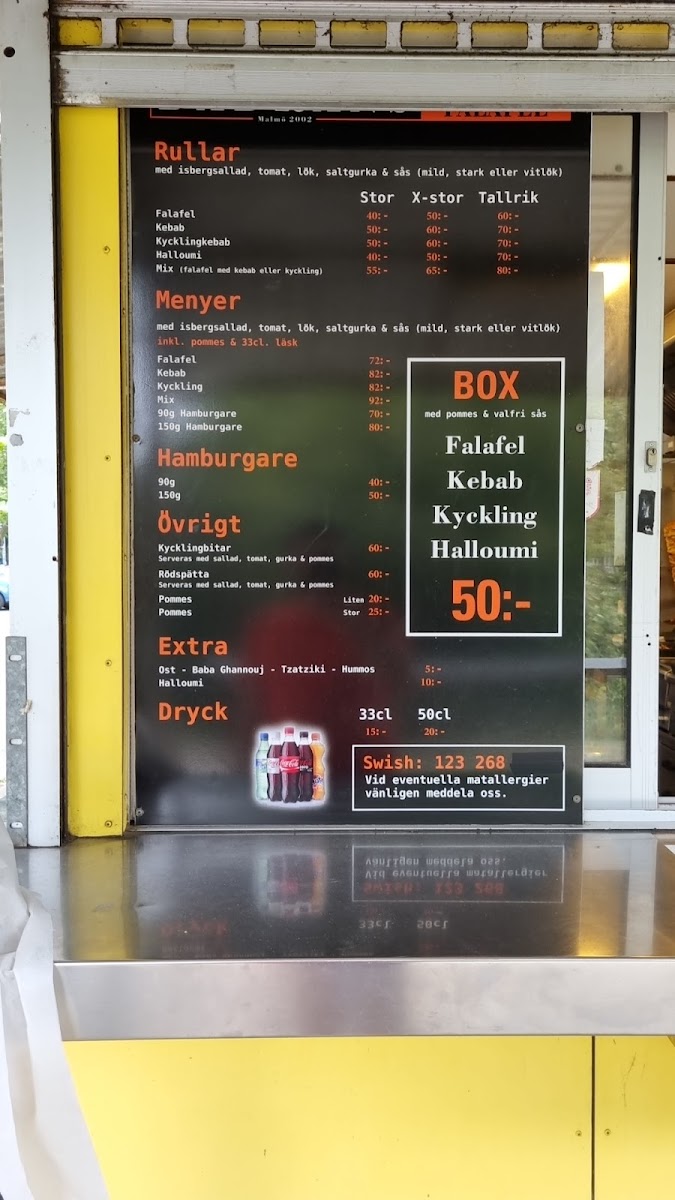 Malmö 2002
FALAFEL
Rullar
med isbergsallad, tomat, lök, saltgurka & sås (mild, stark eller vitlök)
Stor X-stor Tallrik
Falafel 40:- 50:- 60:-
Kebab 50:- 60:- 70:-
Kycklingkebab 50:- 60:- 70:-
Halloumi 40:- 50:- 70:-
Mix (falafel med kebab eller kyckling) 55:- 65:- 80:-
Menyer
med isbergsallad, tomat, lök, saltgurka & sås (mild, stark eller vitlök)
inkl. pommes & 33cl. läsk
Falafel 72:-
Kebab 82:-
Kyckling 82:-
Mix 92:-
90g Hamburgare 70:-
150g Hamburgare 80:-
BOX
med pommes & valfri sås
Falafel
Kebab
Kyckling
Halloumi
50:-
Hamburgare
90g 40:-
150g 50:-
Övrigt
Kycklingbitar 60:-
Serveras med sallad, tomat, gurka & pommes
Rödspätta 60:-
Serveras med sallad, tomat, gurka & pommes
Pommes Liten 20:-
Pommes Stor 25:-
Extra
Ost - Baba Ghannouj - Tzatziki - Hummos 5:-
Halloumi 10:-
Dryck 33cl 50cl
15:- 20:-
Swish: 123 268
Vid eventuella matallergier
vänligen meddela oss.